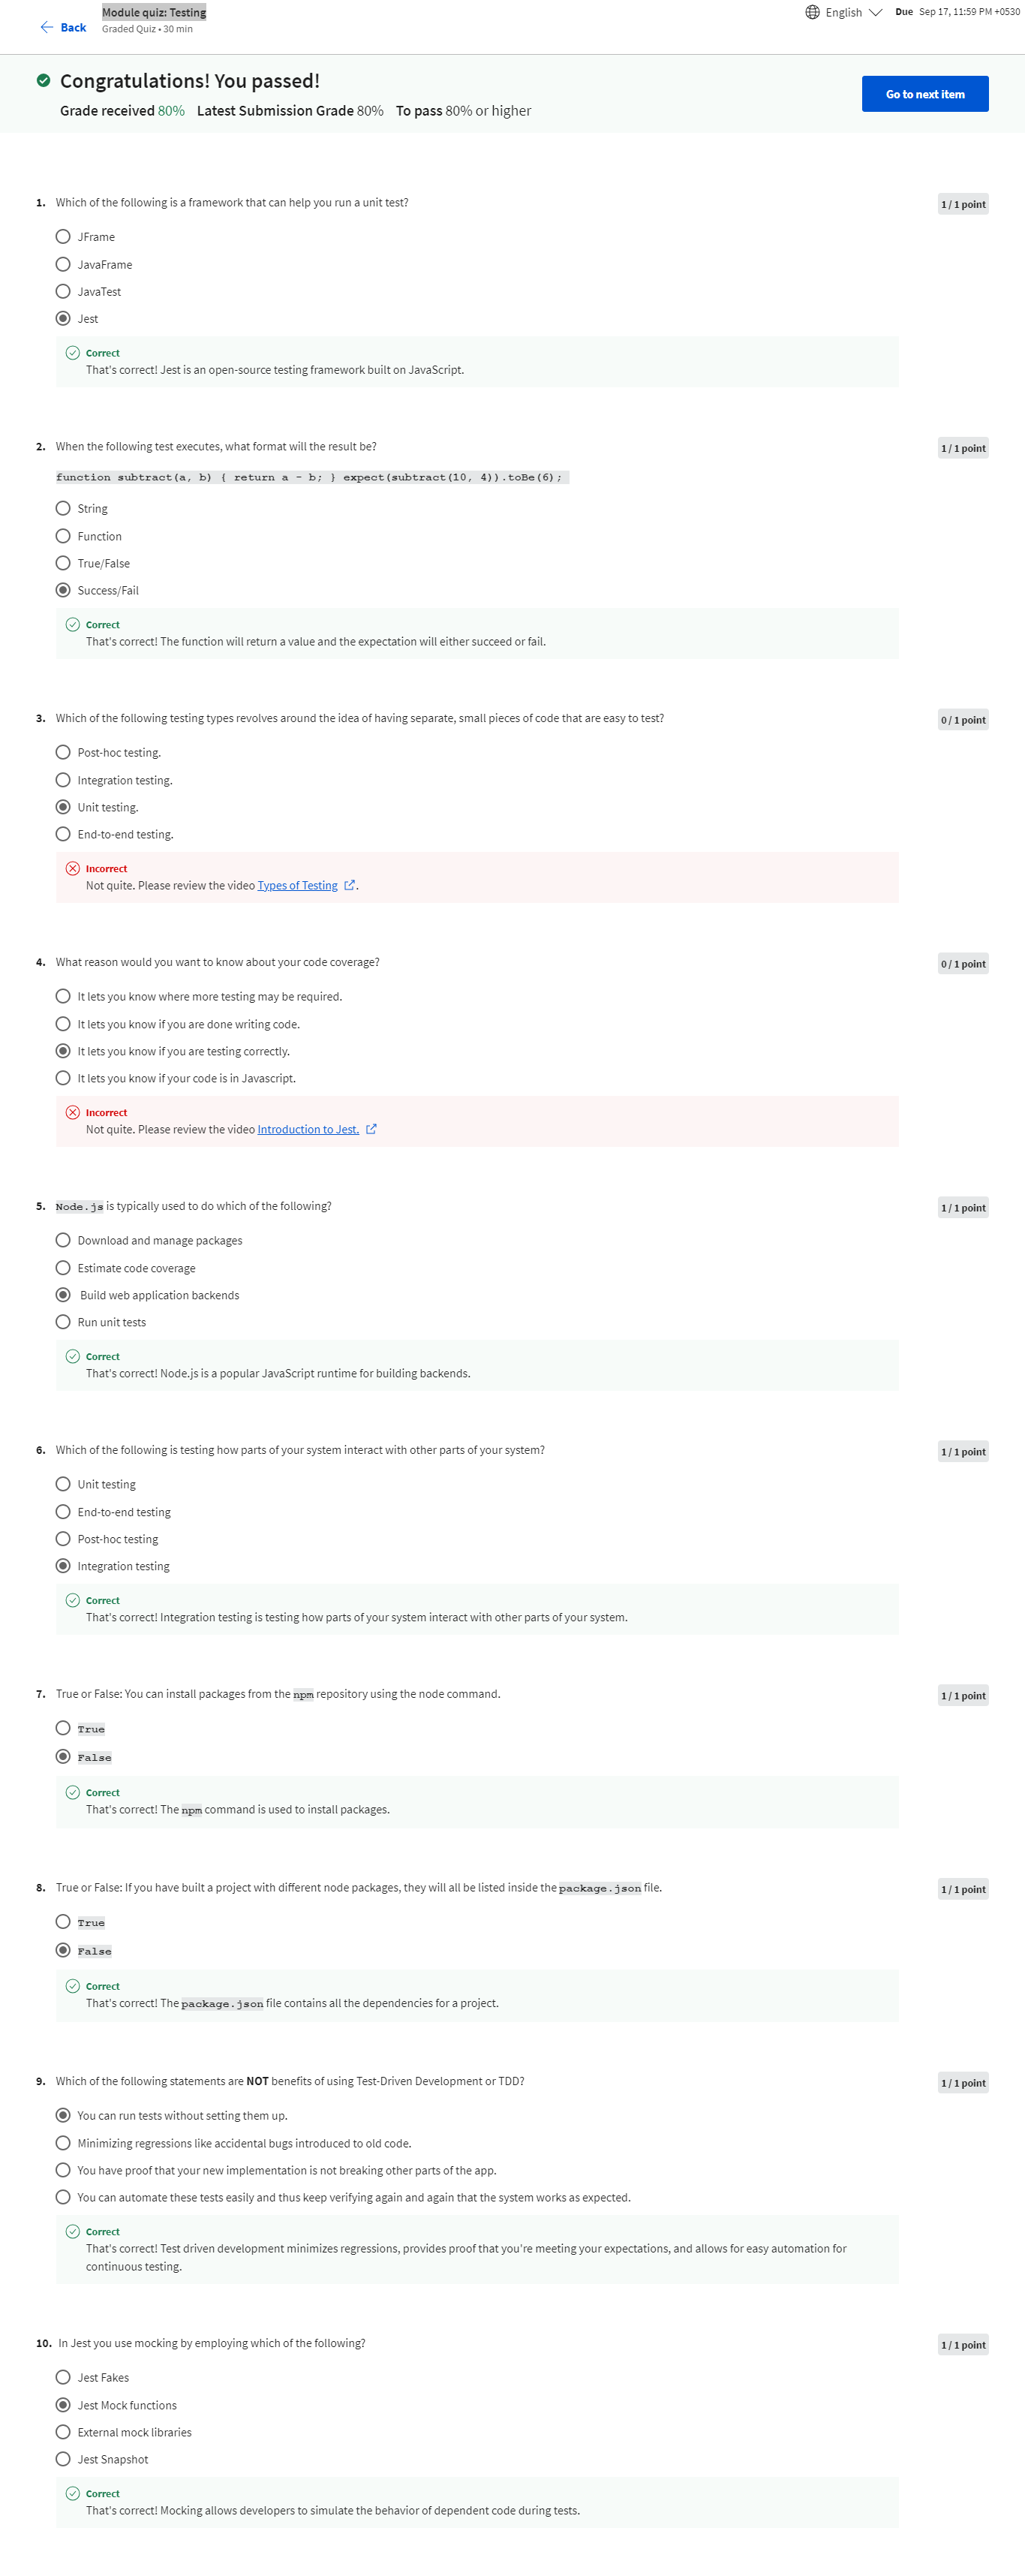 Back
Module quiz: Testing
Graded Quiz • 30 min
English
Due Sep 17, 11:59 PM +0530
Congratulations! You passed!
Grade received 80% Latest Submission Grade 80% To pass 80% or higher
Go to next item
1. Which of the following is a framework that can help you run a unit test?
1 / 1 point
JFrame
JavaFrame
JavaTest
Jest
Correct
That's correct! Jest is an open-source testing framework built on JavaScript.
2. When the following test executes, what format will the result be?
1 / 1 point
function subtract(a, b) { return a - b; } expect(subtract(10, 4)).toBe(6);
String
Function
True/False
Success/Fail
Correct
That's correct! The function will return a value and the expectation will either succeed or fail.
3. Which of the following testing types revolves around the idea of having separate, small pieces of code that are easy to test?
0 / 1 point
Post-hoc testing.
Integration testing.
Unit testing.
End-to-end testing.
Incorrect
Not quite. Please review the video Types of Testing .
4. What reason would you want to know about your code coverage?
0 / 1 point
It lets you know where more testing may be required.
It lets you know if you are done writing code.
It lets you know if you are testing correctly.
It lets you know if your code is in Javascript.
Incorrect
Not quite. Please review the video Introduction to Jest.
5. Node.js is typically used to do which of the following?
1 / 1 point
Download and manage packages
Estimate code coverage
Build web application backends
Run unit tests
Correct
That's correct! Node.js is a popular JavaScript runtime for building backends.
6. Which of the following is testing how parts of your system interact with other parts of your system?
1 / 1 point
Unit testing
End-to-end testing
Post-hoc testing
Integration testing
Correct
That's correct! Integration testing is testing how parts of your system interact with other parts of your system.
7. True or False: You can install packages from the npm repository using the node command.
1 / 1 point
True
False
Correct
That's correct! The npm command is used to install packages.
8. True or False: If you have built a project with different node packages, they will all be listed inside the package.json file.
1 / 1 point
True
False
Correct
That's correct! The package.json file contains all the dependencies for a project.
9. Which of the following statements are NOT benefits of using Test-Driven Development or TDD?
1 / 1 point
You can run tests without setting them up.
Minimizing regressions like accidental bugs introduced to old code.
You have proof that your new implementation is not breaking other parts of the app.
You can automate these tests easily and thus keep verifying again and again that the system works as expected.
Correct
That's correct! Test driven development minimizes regressions, provides proof that you're meeting your expectations, and allows for easy automation for
continuous testing.
10. In Jest you use mocking by employing which of the following?
1 / 1 point
Jest Fakes
Jest Mock functions
External mock libraries
Jest Snapshot
Correct
That's correct! Mocking allows developers to simulate the behavior of dependent code during tests.